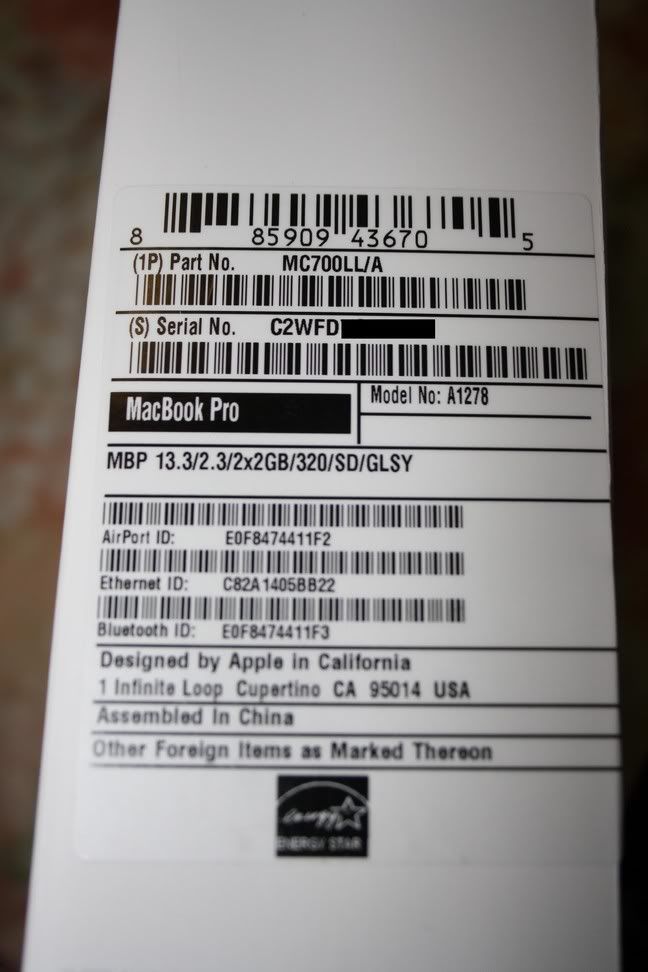 8 85909 43670 5
(1P) Part No. MC700LL/A
(S) Serial No. C2WFD
MacBook Pro
Model No: A1278
MBP 13.3/2.3/2x2GB/320/SD/GLSY
AirPort ID: E0F8474411F2
Ethernet ID: C82A1405BB22
Bluetooth ID: E0F8474411F3
Designed by Apple in California
1 Infinite Loop Cupertino CA 95014 USA
Assembled In China
Other Foreign Items as Marked Thereon
energy
ENERGY STAR